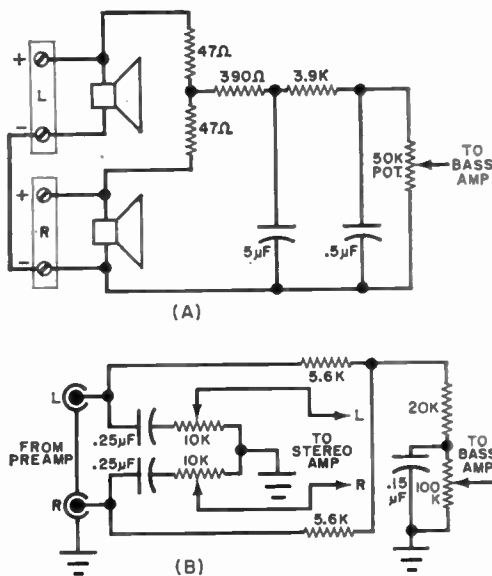 +
L
–
+
R
–
47Ω
47Ω
390Ω
3.9K
5µF
.5µF
50K
POT.
TO
BASS
AMP
(A)
L
FROM
PREAMP
R
.25µF
.25µF
10K
10K
5.6K
5.6K
L
TO
STEREO
AMP
R
20K
.15
µF
100
K
TO
BASS
AMP
(B)